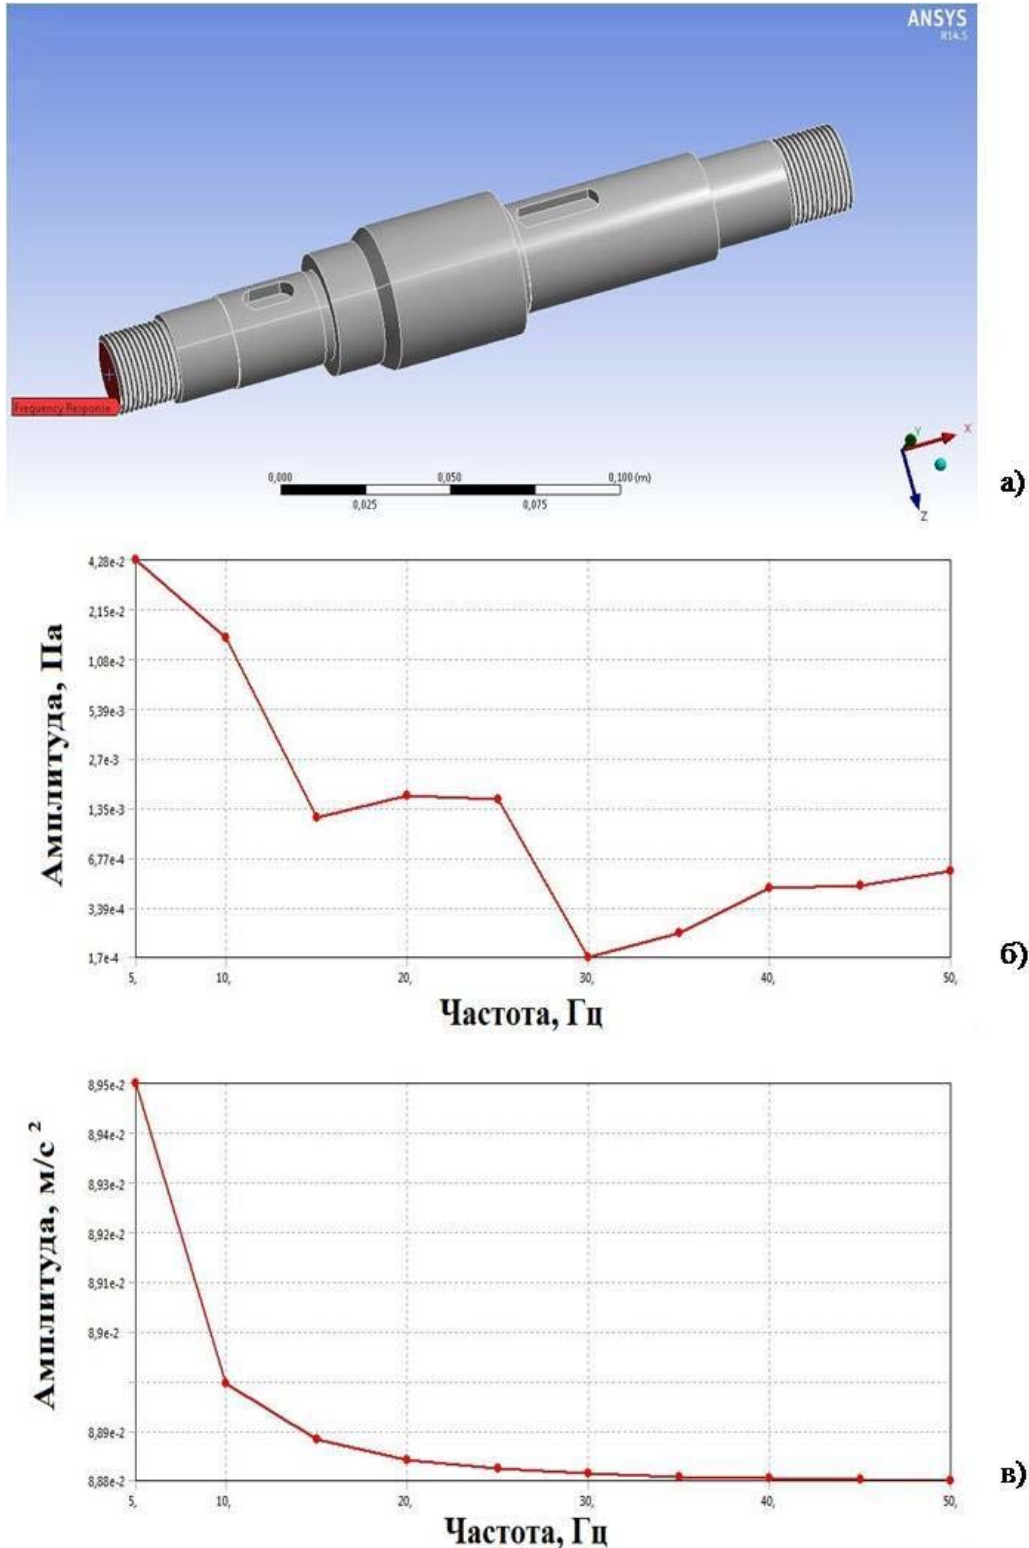 ANSYS
R14.5
Frequency Response
0,000
0,050
0,100 (m)
0,025
0,075
Y
X
Z
а)
4,28e-2
2,15e-2
1,08e-2
5,39e-3
2,7e-3
1,35e-3
6,77e-4
3,39e-4
1,7e-4
Амплитуда, Па
5,
10,
20,
30,
40,
50,
Частота, Гц
б)
8,95e-2
8,94e-2
8,93e-2
8,92e-2
8,91e-2
8,9e-2
8,89e-2
8,88e-2
Амплитуда, м/с ²
5,
10,
20,
30,
40,
50,
Частота, Гц
в)